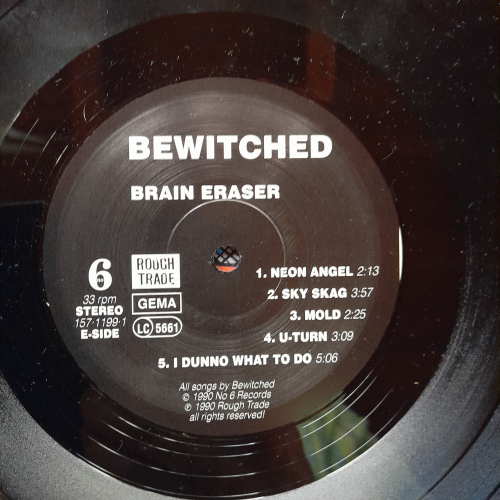 BEWITCHED
BRAIN ERASER
6
ROUGH
TRADE
33 rpm
STEREO
157·1199·1
E-SIDE
GEMA
LC 5661
1. NEON ANGEL 2:13
2. SKY SKAG 3:57
3. MOLD 2:25
4. U-TURN 3:09
5. I DUNNO WHAT TO DO 5:06
All songs by Bewitched
© 1990 No 6 Records
℗ 1990 Rough Trade
all rights reserved!